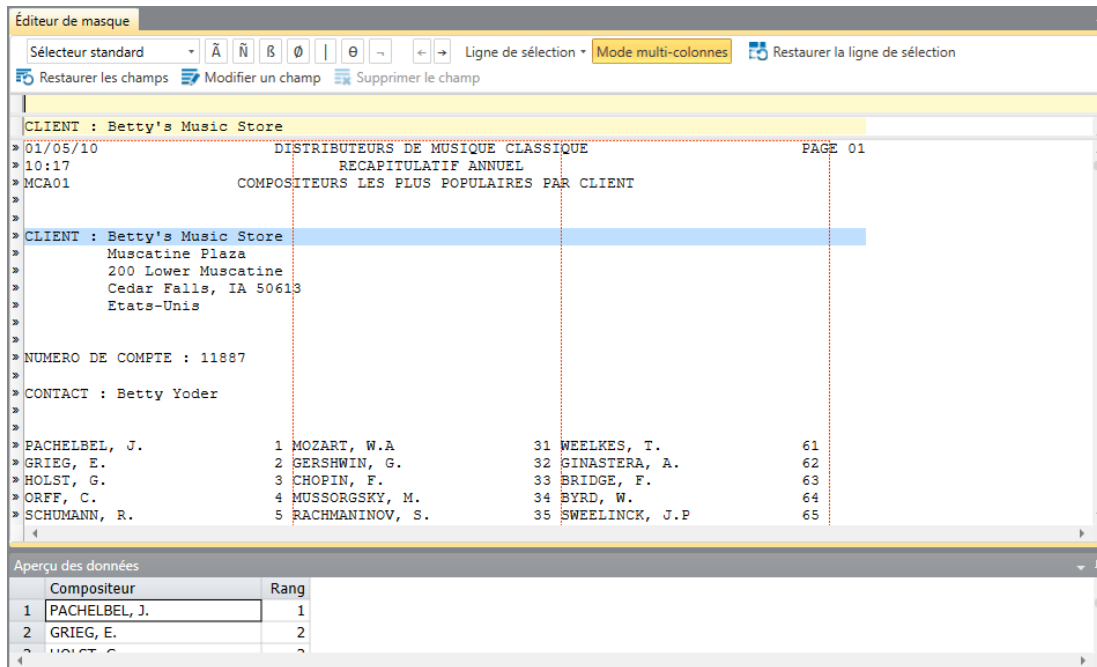 Éditeur de masque
Sélecteur standard Ã Ñ ß Ø | Ɵ ¬ ← → Ligne de sélection Mode multi-colonnes Restaurer la ligne de sélection
Restaurer les champs Modifier un champ Supprimer le champ
CLIENT : Betty's Music Store
» 01/05/10 DISTRIBUTEURS DE MUSIQUE CLASSIQUE PAGE 01
» 10:17 RECAPITULATIF ANNUEL
» MCA01 COMPOSITEURS LES PLUS POPULAIRES PAR CLIENT
»
»
» CLIENT : Betty's Music Store
» Muscatine Plaza
» 200 Lower Muscatine
» Cedar Falls, IA 50613
» Etats-Unis
»
»
» NUMERO DE COMPTE : 11887
»
» CONTACT : Betty Yoder
»
»
» PACHELBEL, J. 1 MOZART, W.A 31 WEELKES, T. 61
» GRIEG, E. 2 GERSHWIN, G. 32 GINASTERA, A. 62
» HOLST, G. 3 CHOPIN, F. 33 BRIDGE, F. 63
» ORFF, C. 4 MUSSORGSKY, M. 34 BYRD, W. 64
» SCHUMANN, R. 5 RACHMANINOV, S. 35 SWEELINCK, J.P 65
Aperçu des données
Compositeur Rang
1 PACHELBEL, J. 1
2 GRIEG, E. 2